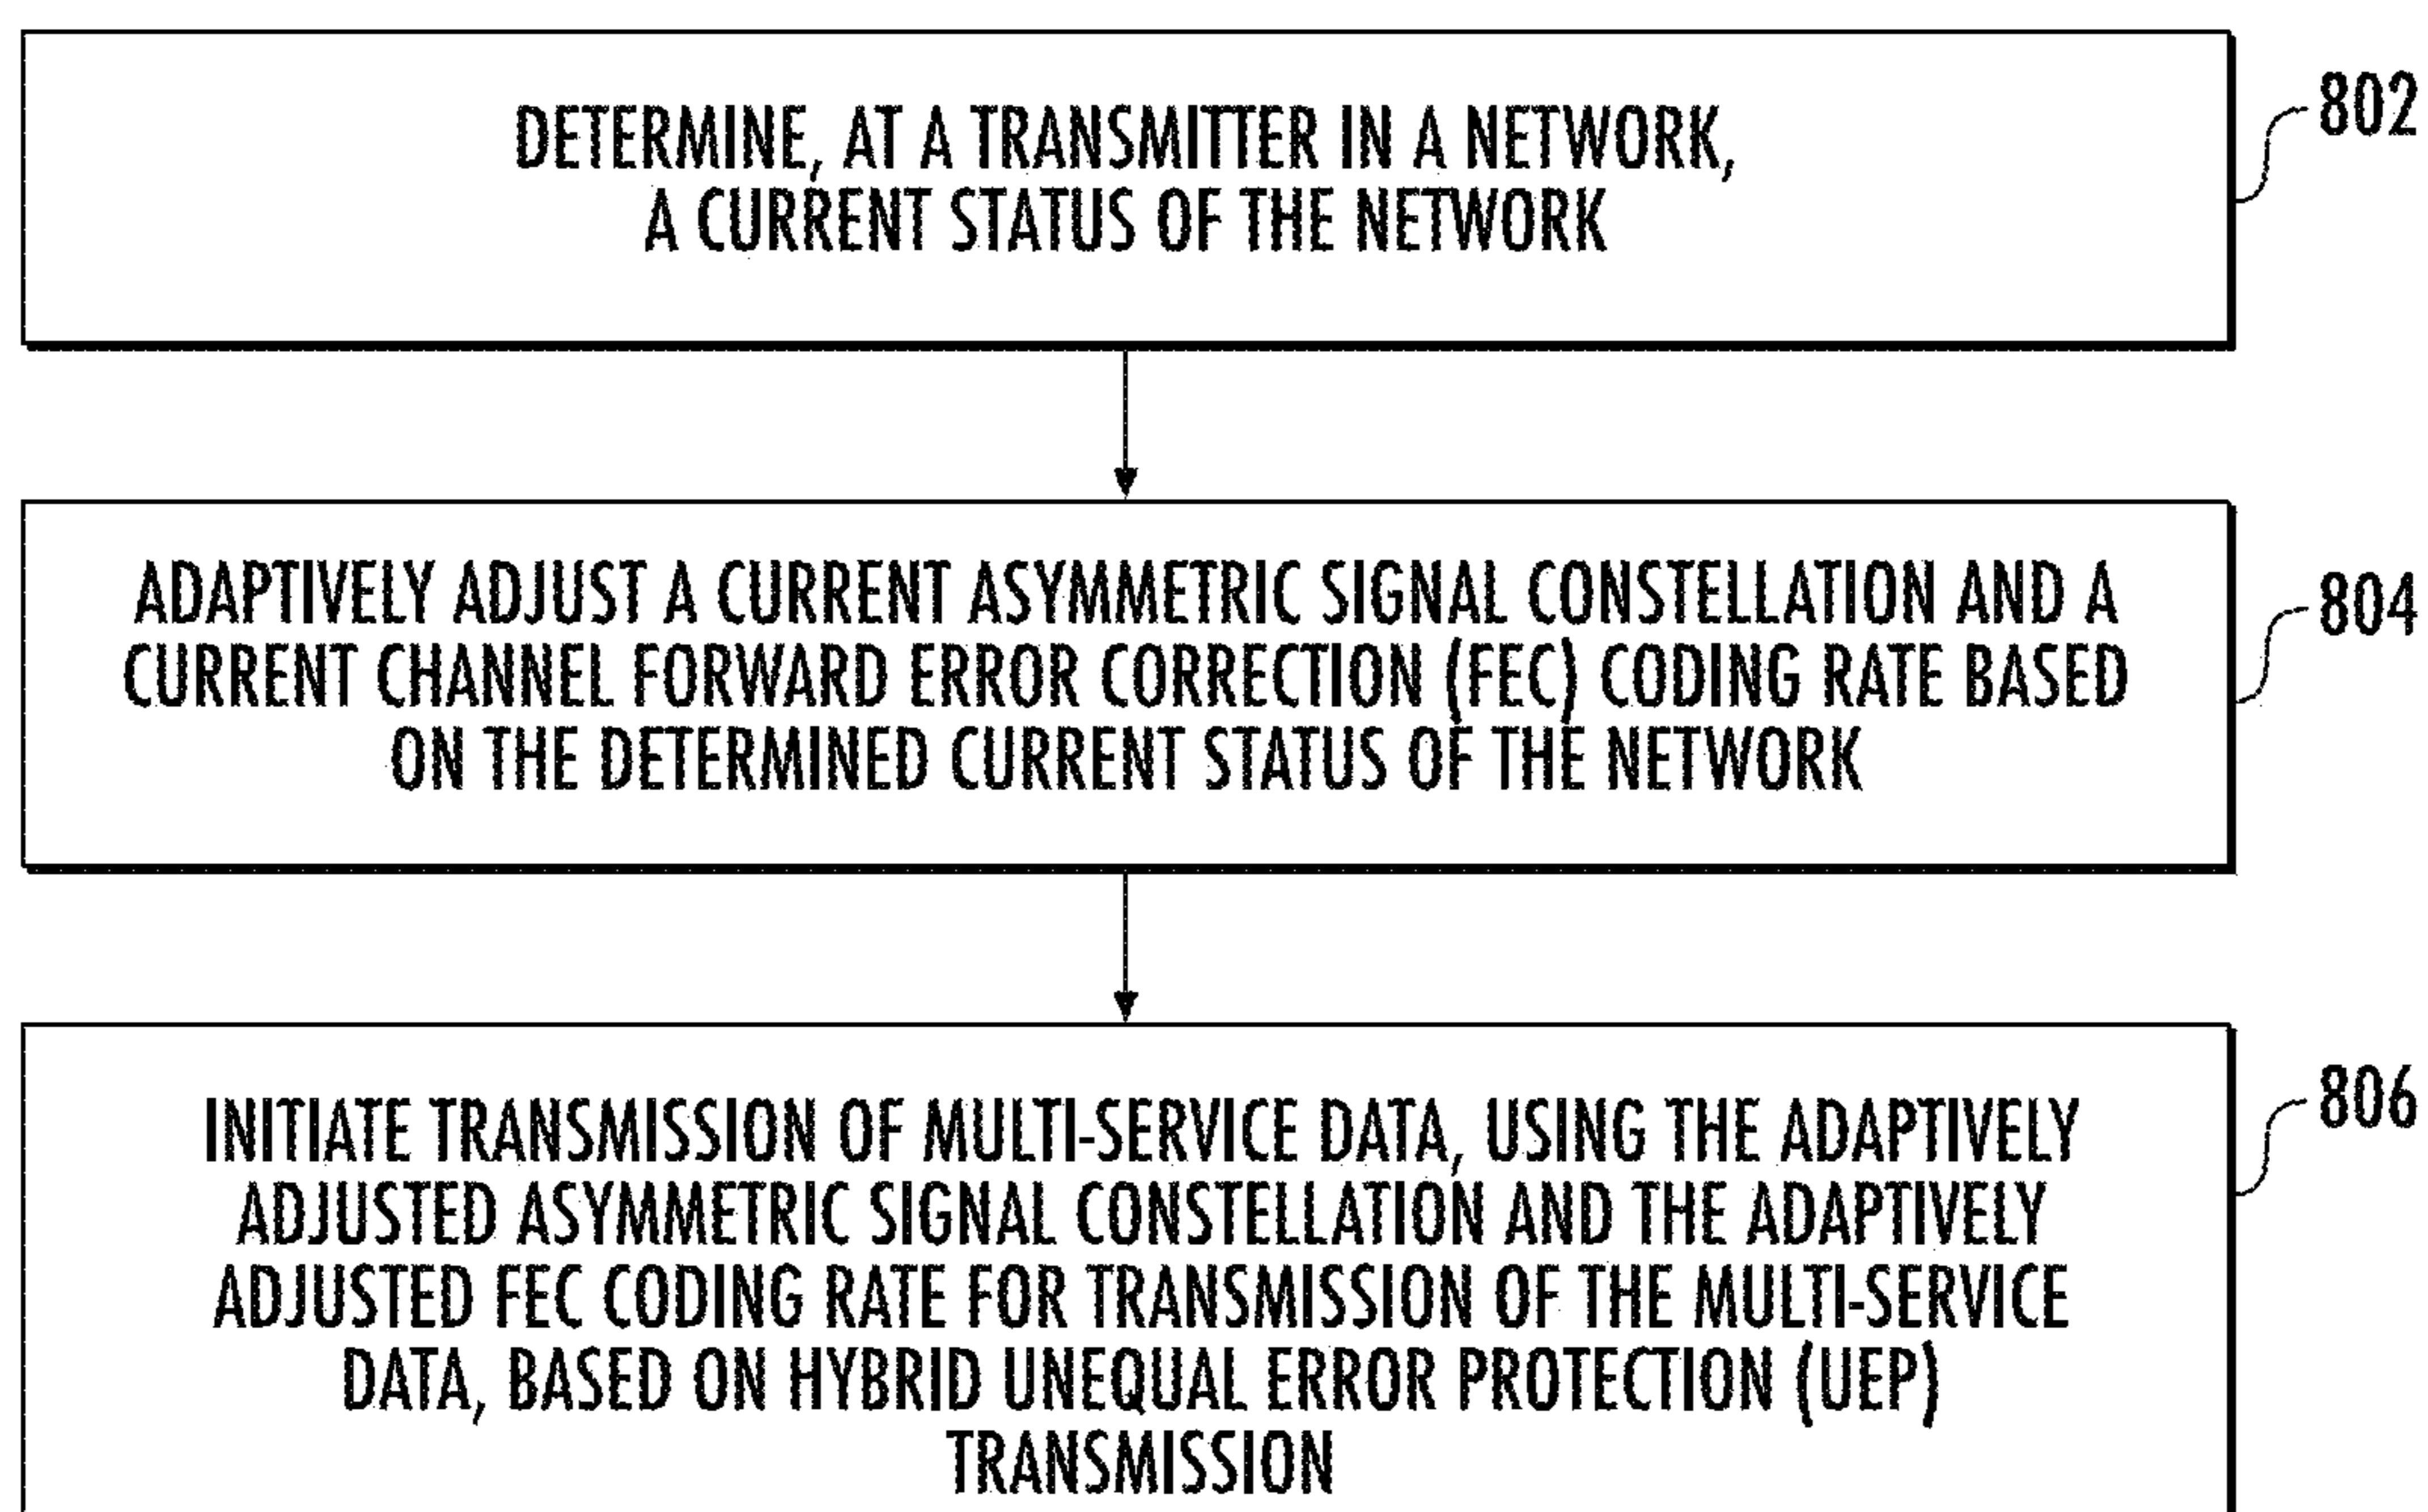 DETERMINE, AT A TRANSMITTER IN A NETWORK,
A CURRENT STATUS OF THE NETWORK
802
ADAPTIVELY ADJUST A CURRENT ASYMMETRIC SIGNAL CONSTELLATION AND A
CURRENT CHANNEL FORWARD ERROR CORRECTION (FEC) CODING RATE BASED
ON THE DETERMINED CURRENT STATUS OF THE NETWORK
804
INITIATE TRANSMISSION OF MULTI-SERVICE DATA, USING THE ADAPTIVELY
ADJUSTED ASYMMETRIC SIGNAL CONSTELLATION AND THE ADAPTIVELY
ADJUSTED FEC CODING RATE FOR TRANSMISSION OF THE MULTI-SERVICE
DATA, BASED ON HYBRID UNEQUAL ERROR PROTECTION (UEP)
TRANSMISSION
806